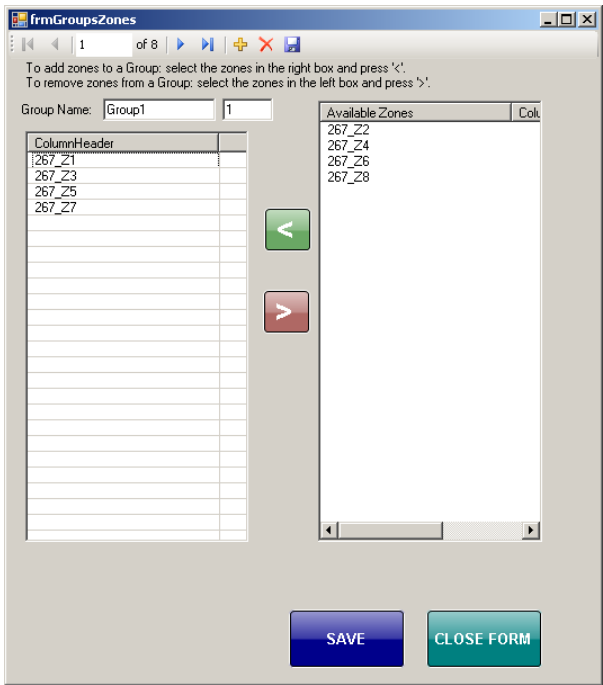 frmGroupsZones
1 of 8
To add zones to a Group: select the zones in the right box and press '<'.
To remove zones from a Group: select the zones in the left box and press '>'.
Group Name: Group1 1
ColumnHeader
267_Z1
267_Z3
267_Z5
267_Z7
<
>
Available Zones Colu
267_Z2
267_Z4
267_Z6
267_Z8
SAVE CLOSE FORM